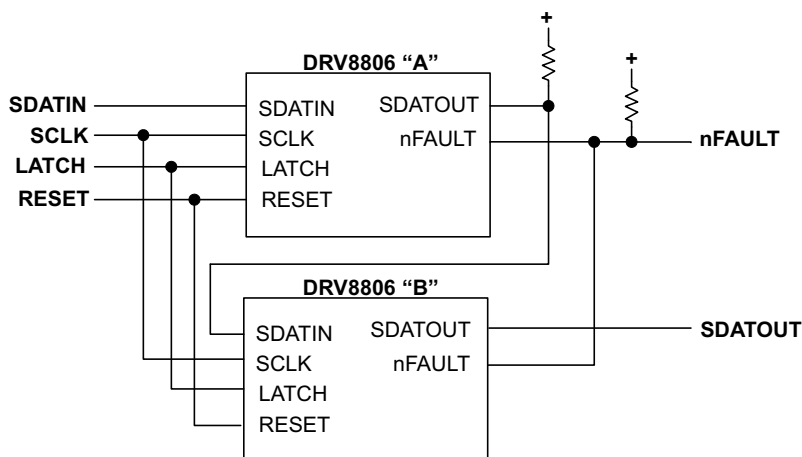 +
+
DRV8806 “A”
SDATIN
SCLK
LATCH
RESET
SDATIN
SCLK
LATCH
RESET
SDATOUT
nFAULT
nFAULT
DRV8806 “B”
SDATIN
SCLK
LATCH
RESET
SDATOUT
nFAULT
SDATOUT